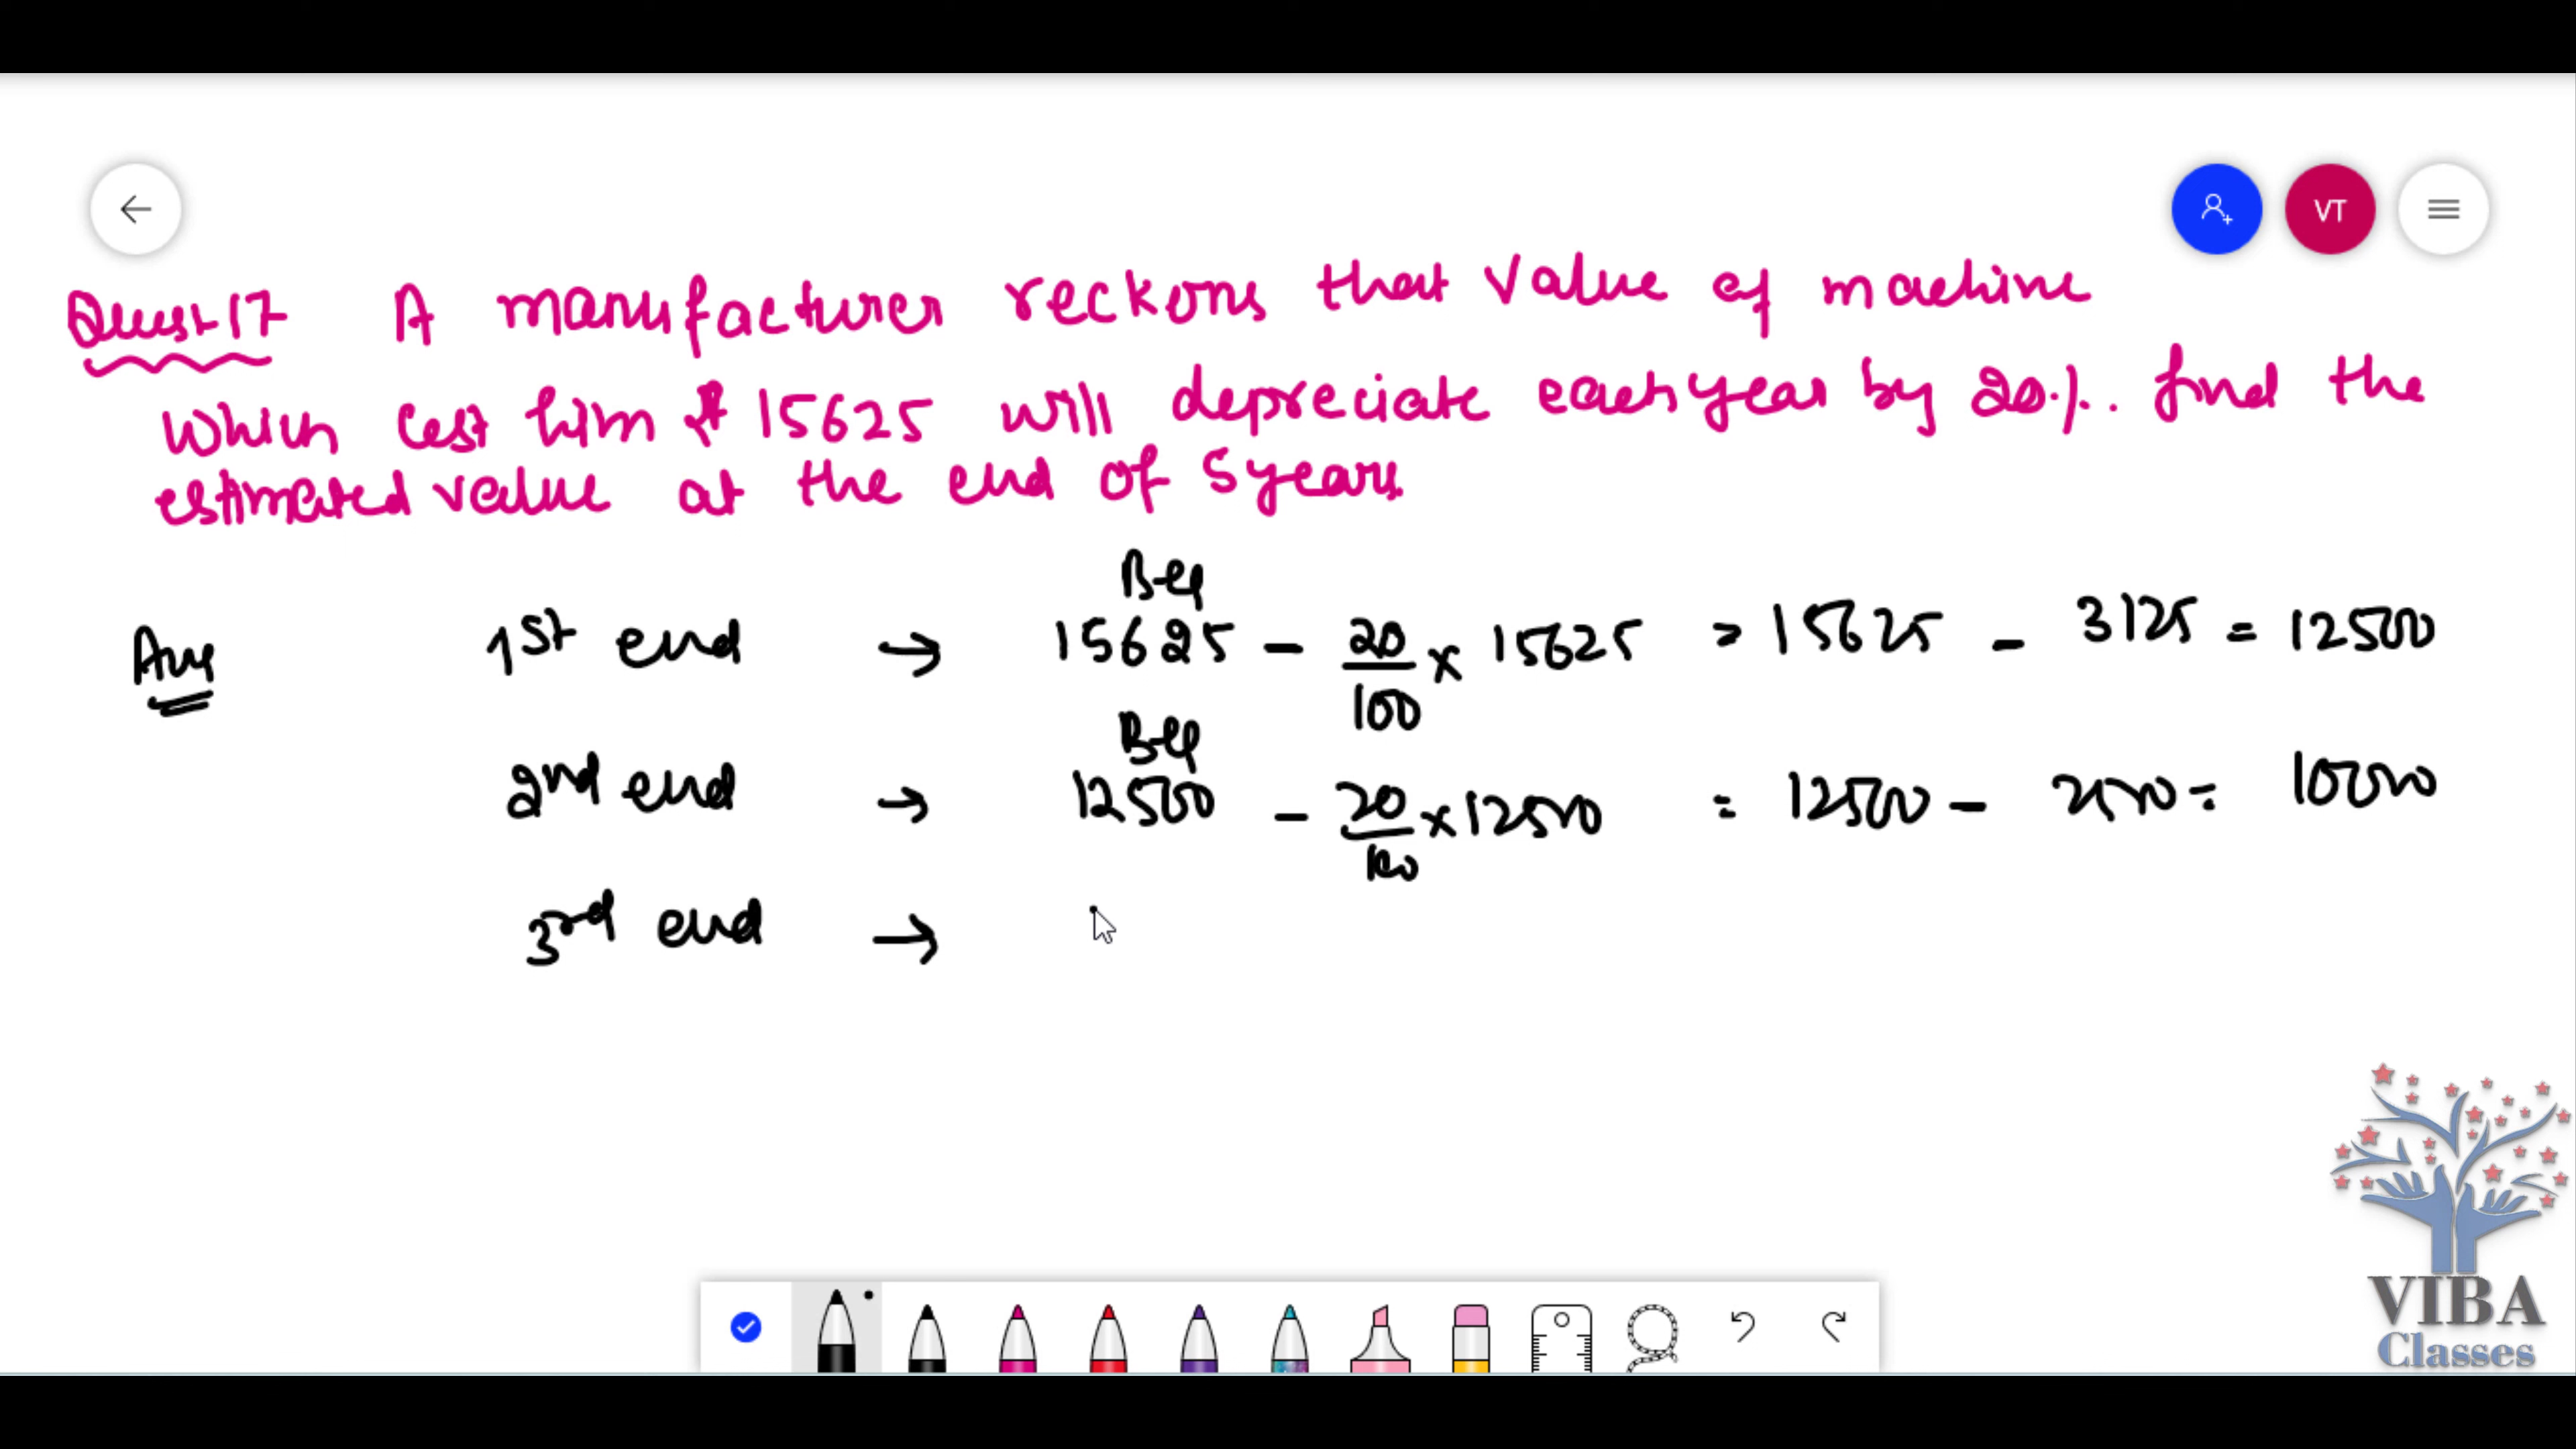 VT
Ques-17 A manufacturer reckons that value of machine
which cost him ₹ 15625 will depreciate each year by 20%. find the
estimated value at the end of 5 years.
Beg
Ans 1st end → 15625 - 20/100 × 15625 = 15625 - 3125 = 12500
Beg
2nd end → 12500 - 20/100 × 12500 = 12500 - 2500 = 10000
3rd end →
VIBA
Classes